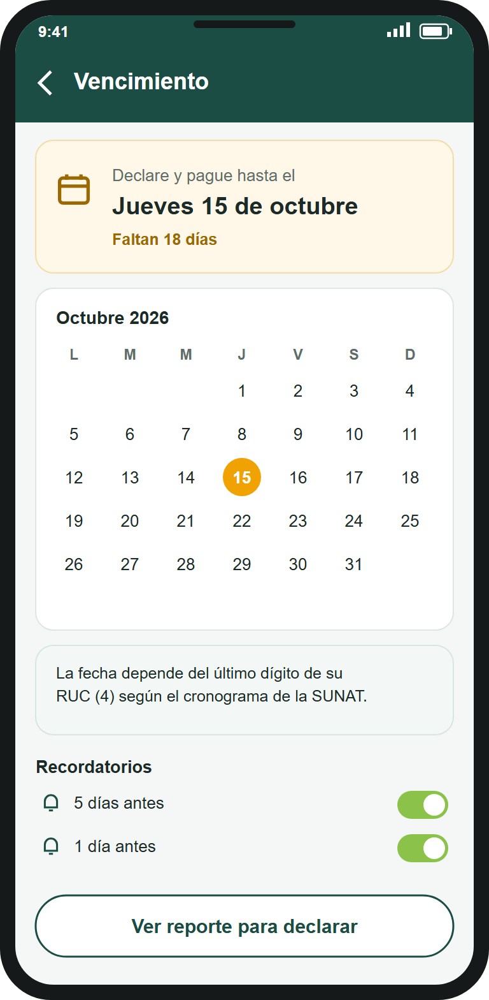 9:41
Vencimiento
Declare y pague hasta el
Jueves 15 de octubre
Faltan 18 días
Octubre 2026
L M M J V S D
1 2 3 4
5 6 7 8 9 10 11
12 13 14 15 16 17 18
19 20 21 22 23 24 25
26 27 28 29 30 31
La fecha depende del último dígito de su
RUC (4) según el cronograma de la SUNAT.
Recordatorios
5 días antes
1 día antes
Ver reporte para declarar